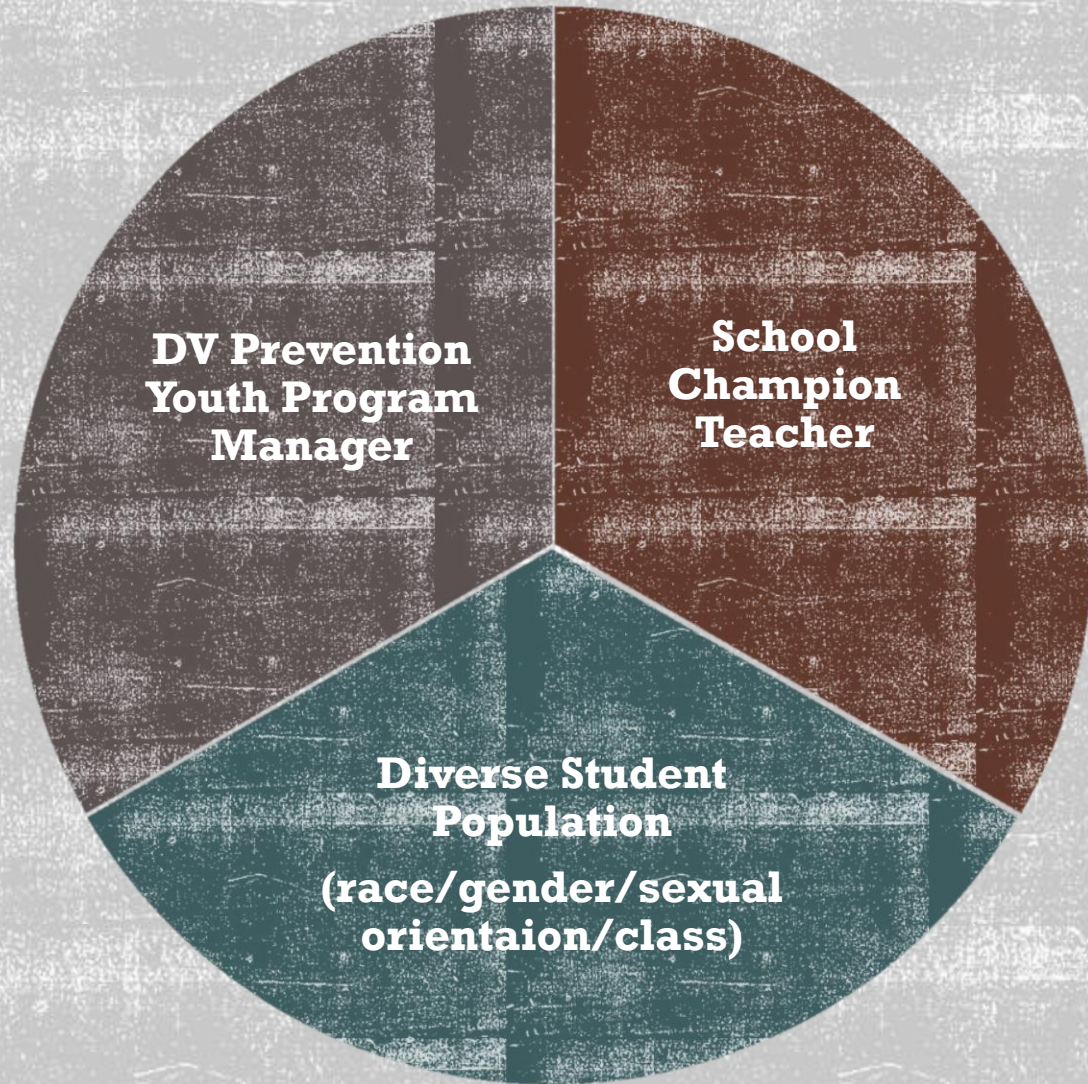 DV Prevention
Youth Program
Manager
School
Champion
Teacher
Diverse Student
Population
(race/gender/sexual
orientaion/class)